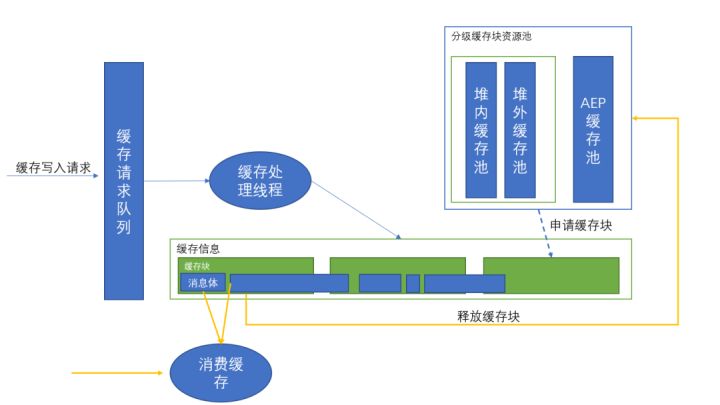 分级缓存块资源池
堆内缓存池
堆外缓存池
AEP
缓存池
缓存请求队列
缓存写入请求
缓存处
理线程
申请缓存块
缓存信息
缓存块
消息体
释放缓存块
消费缓
存